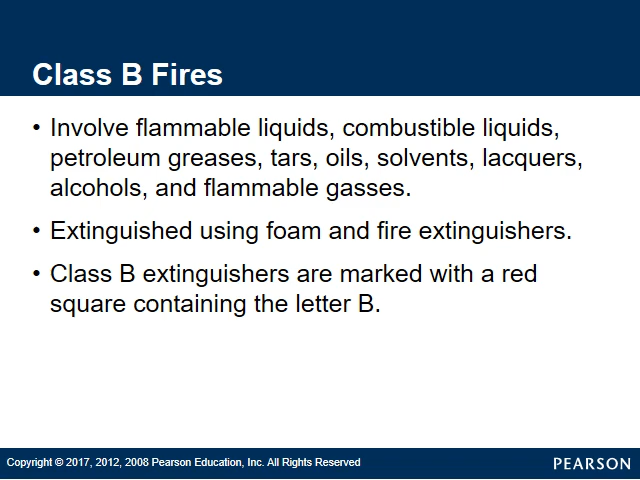 Class B Fires
• Involve flammable liquids, combustible liquids,
petroleum greases, tars, oils, solvents, lacquers,
alcohols, and flammable gasses.
• Extinguished using foam and fire extinguishers.
• Class B extinguishers are marked with a red
square containing the letter B.
Copyright © 2017, 2012, 2008 Pearson Education, Inc. All Rights Reserved
PEARSON